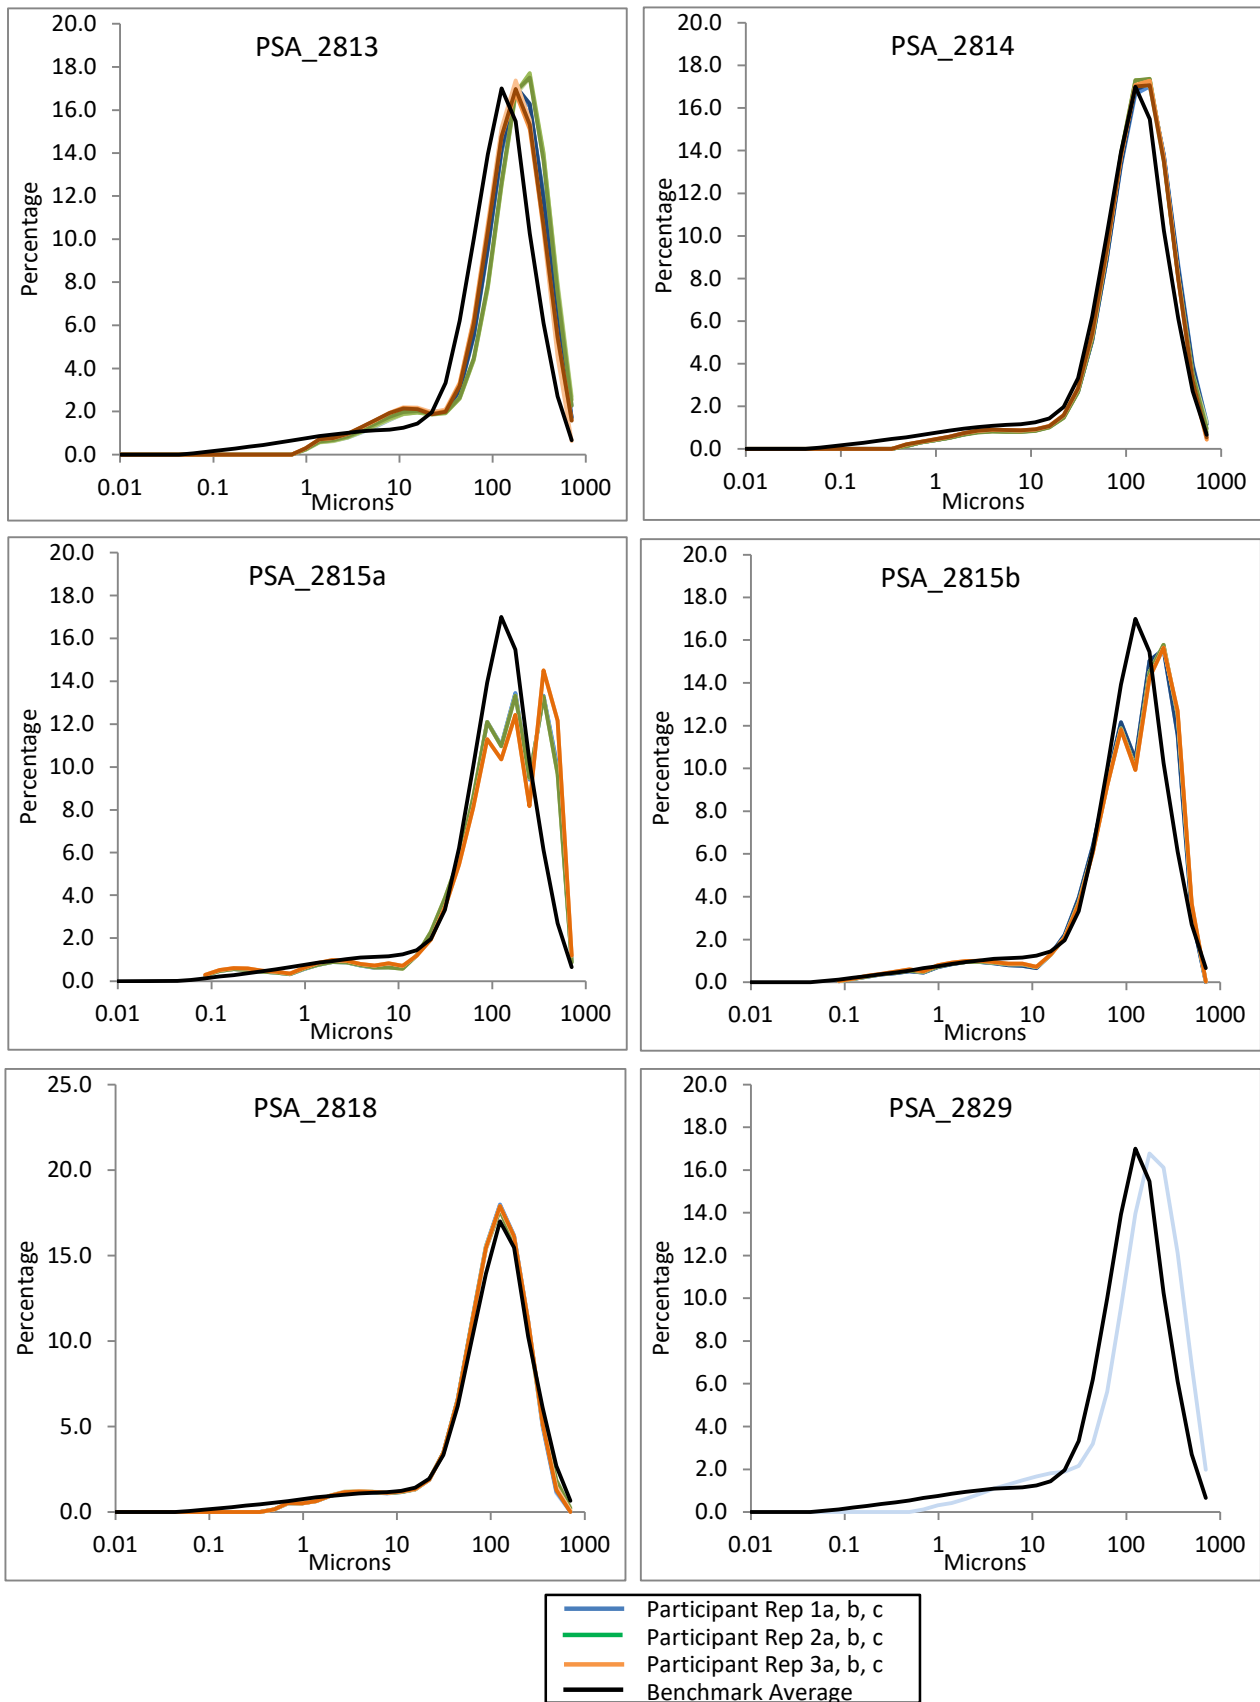 PSA_2813
20.0
18.0
16.0
14.0
12.0
10.0
8.0
6.0
4.0
2.0
0.0
Percentage
0.01 0.1 1 10 100 1000
Microns
PSA_2814
20.0
18.0
16.0
14.0
12.0
10.0
8.0
6.0
4.0
2.0
0.0
Percentage
0.01 0.1 1 10 100 1000
Microns
PSA_2815a
20.0
18.0
16.0
14.0
12.0
10.0
8.0
6.0
4.0
2.0
0.0
Percentage
0.01 0.1 1 10 100 1000
Microns
PSA_2815b
20.0
18.0
16.0
14.0
12.0
10.0
8.0
6.0
4.0
2.0
0.0
Percentage
0.01 0.1 1 10 100 1000
Microns
PSA_2818
25.0
20.0
15.0
10.0
5.0
0.0
Percentage
0.01 0.1 1 10 100 1000
Microns
PSA_2829
20.0
18.0
16.0
14.0
12.0
10.0
8.0
6.0
4.0
2.0
0.0
Percentage
0.01 0.1 1 10 100 1000
Microns
Participant Rep 1a, b, c
Participant Rep 2a, b, c
Participant Rep 3a, b, c
Benchmark Average